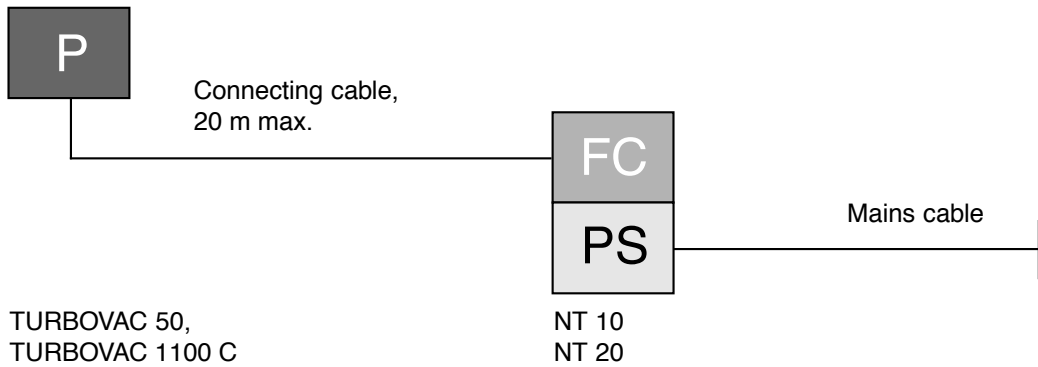 P
Connecting cable,
20 m max.
FC
PS
Mains cable
TURBOVAC 50,
TURBOVAC 1100 C
NT 10
NT 20